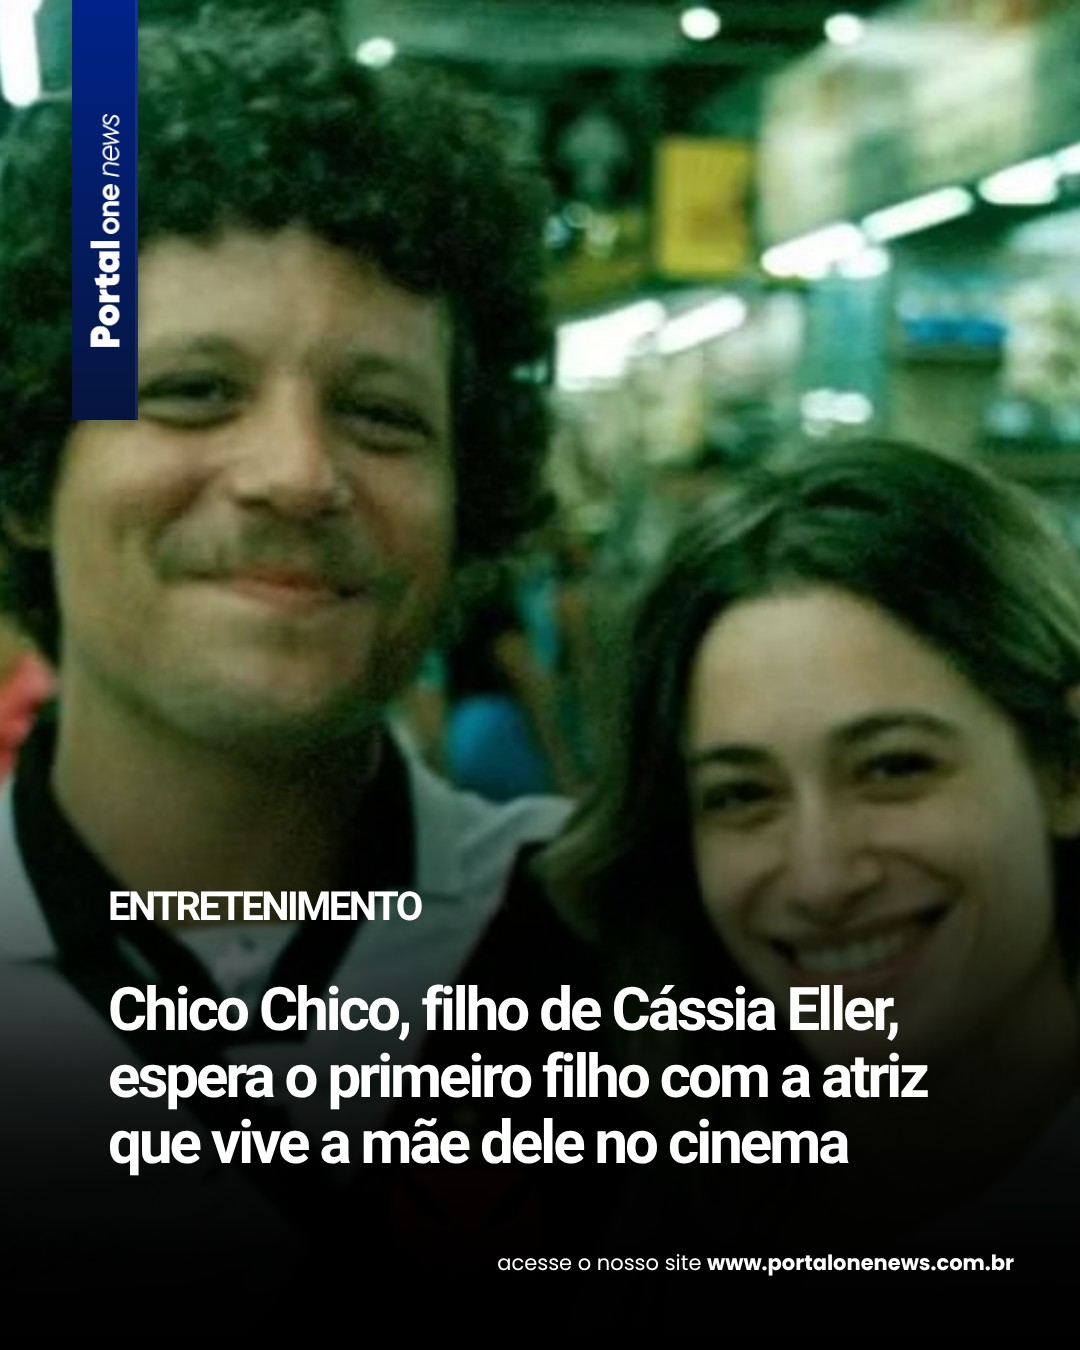 Portal one news
ENTRETENIMENTO
Chico Chico, filho de Cássia Eller,
espera o primeiro filho com a atriz
que vive a mãe dele no cinema
acesse o nosso site www.portalonenews.com.br